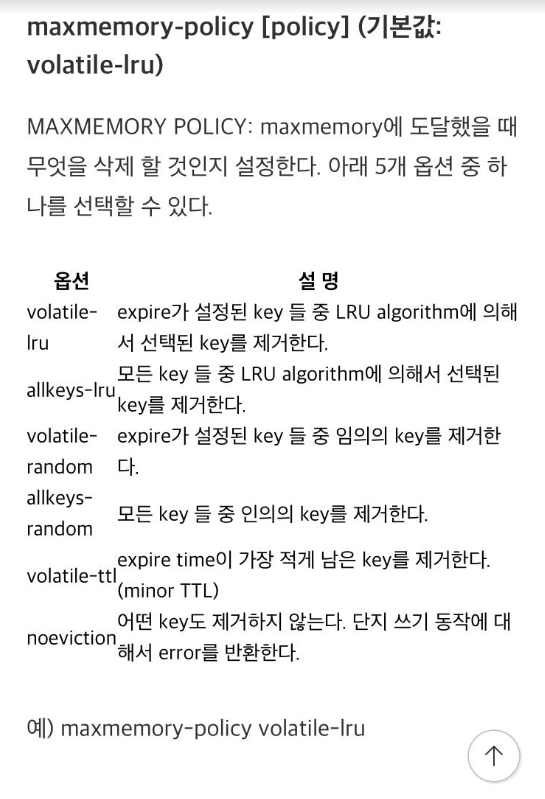 maxmemory-policy [policy] (기본값:
volatile-lru)
MAXMEMORY POLICY: maxmemory에 도달했을 때
무엇을 삭제 할 것인지 설정한다. 아래 5개 옵션 중 하
나를 선택할 수 있다.
옵션 설 명
volatile-
lru
expire가 설정된 key 들 중 LRU algorithm에 의해
서 선택된 key를 제거한다.
allkeys-lru
모든 key 들 중 LRU algorithm에 의해서 선택된
key를 제거한다.
volatile-
random
expire가 설정된 key 들 중 임의의 key를 제거한
다.
allkeys-
random
모든 key 들 중 인의의 key를 제거한다.
volatile-ttl
expire time이 가장 적게 남은 key를 제거한다.
(minor TTL)
noeviction
어떤 key도 제거하지 않는다. 단지 쓰기 동작에 대
해서 error를 반환한다.
예) maxmemory-policy volatile-lru